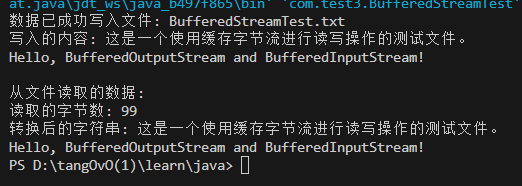 at.java\jdt_ws\java_b497f865\bin' 'com.test3.BufferedStreamTest'
数据已成功写入文件: BufferedStreamTest.txt
写入的内容: 这是一个使用缓存字节流进行读写操作的测试文件。
Hello, BufferedOutputStream and BufferedInputStream!
从文件读取的数据:
读取的字节数: 99
转换后的字符串: 这是一个使用缓存字节流进行读写操作的测试文件。
Hello, BufferedOutputStream and BufferedInputStream!
PS D:\tangOvO(1)\learn\java>